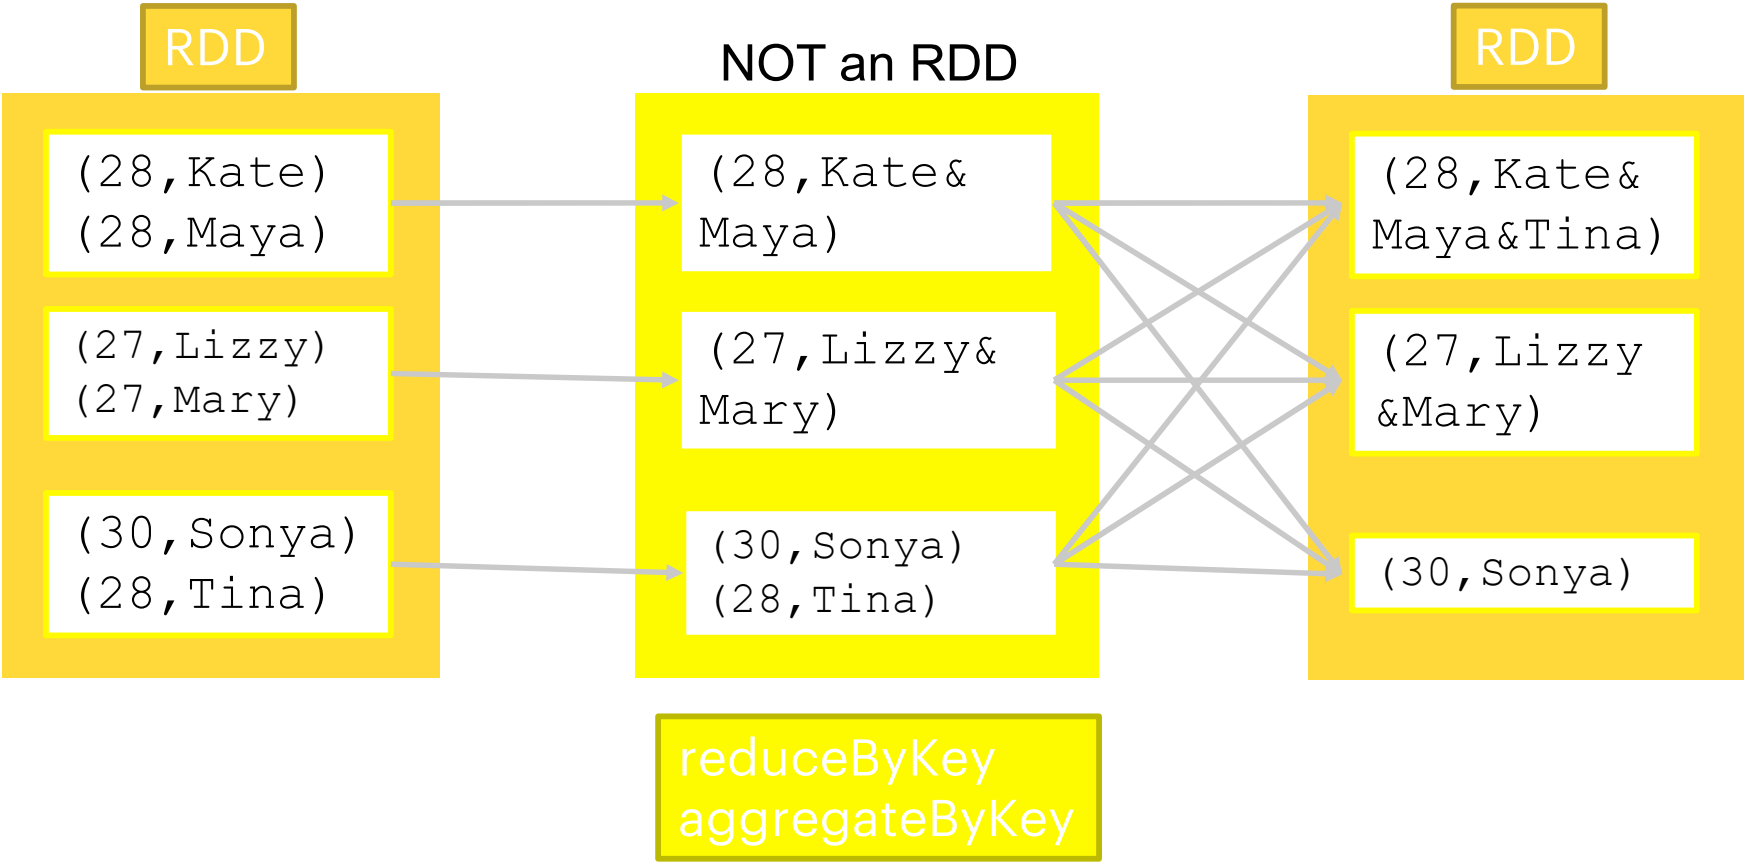 RDD
(28,Kate)
(28,Maya)
(27,Lizzy)
(27,Mary)
(30,Sonya)
(28,Tina)
NOT an RDD
(28,Kate&
Maya)
(27,Lizzy&
Mary)
(30,Sonya)
(28,Tina)
RDD
(28,Kate&
Maya&Tina)
(27,Lizzy
&Mary)
(30,Sonya)
reduceByKey
aggregateByKey